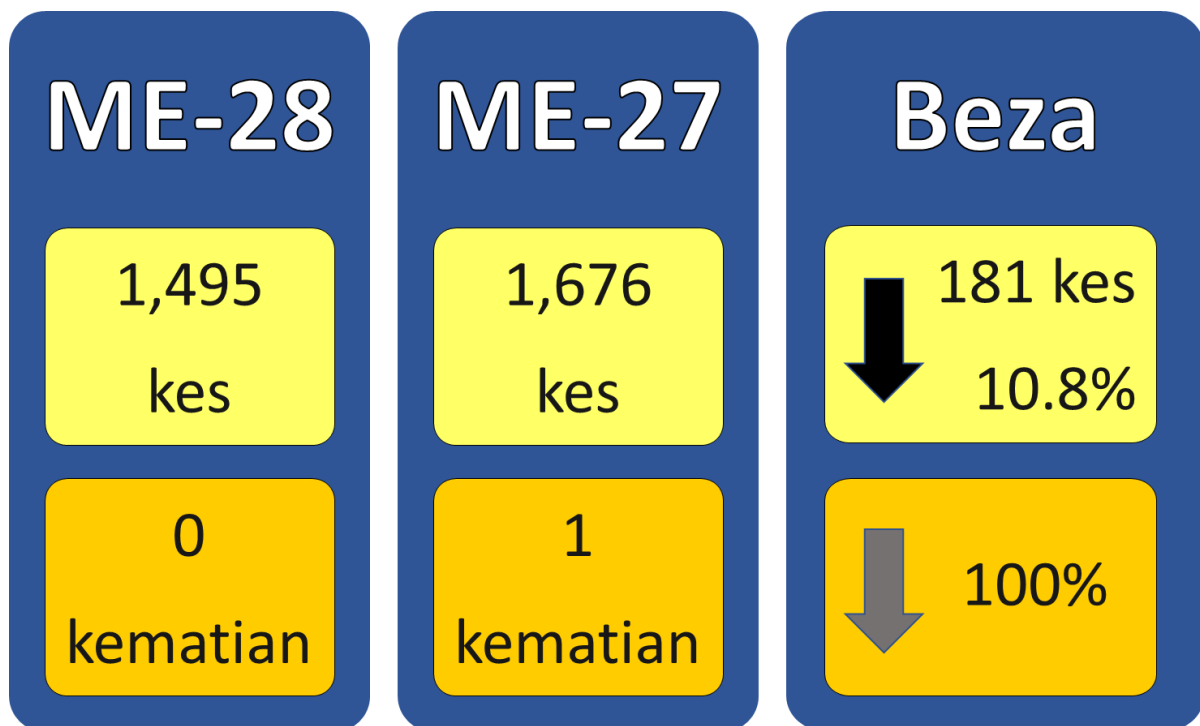 ME-28
1,495
kes
0
kematian
ME-27
1,676
kes
1
kematian
Beza
181 kes
10.8%
100%